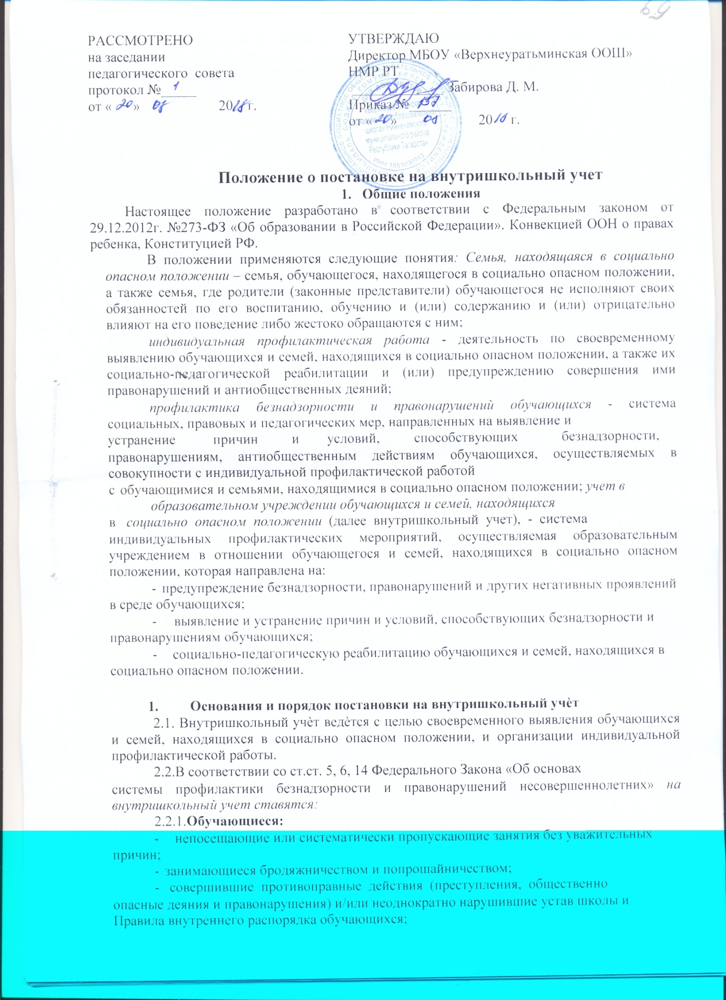 РАССМОТРЕНО
на заседании
педагогического совета
протокол № 1
от « 20 » 08 2015 г.
УТВЕРЖДАЮ
Директор МБОУ «Верхнеуратьминская ООШ»
НМР РТ
Забирова Д. М.
Приказ № 137
от « 20 » 08 20 г.
школа» Нижнекамского
муниципального района
Республики Татарстан
ИНН 1651030783
Положение о постановке на внутришкольный учет
1. Общие положения
Настоящее положение разработано в соответствии с Федеральным законом от
29.12.2012г. №273-ФЗ «Об образовании в Российской Федерации». Конвекцией ООН о правах
ребенка, Конституцией РФ.
В положении применяются следующие понятия: Семья, находящаяся в социально
опасном положении – семья, обучающегося, находящегося в социально опасном положении,
а также семья, где родители (законные представители) обучающегося не исполняют своих
обязанностей по его воспитанию, обучению и (или) содержанию и (или) отрицательно
влияют на его поведение либо жестоко обращаются с ним;
индивидуальная профилактическая работа - деятельность по своевременному
выявлению обучающихся и семей, находящихся в социально опасном положении, а также их
социально-педагогической реабилитации и (или) предупреждению совершения ими
правонарушений и антиобщественных деяний;
профилактика безнадзорности и правонарушений обучающихся - система
социальных, правовых и педагогических мер, направленных на выявление и
устранение причин и условий, способствующих безнадзорности,
правонарушениям, антиобщественным действиям обучающихся, осуществляемых в
совокупности с индивидуальной профилактической работой
с обучающимися и семьями, находящимися в социально опасном положении; учет в
образовательном учреждении обучающихся и семей, находящихся
в социально опасном положении (далее внутришкольный учет), - система
индивидуальных профилактических мероприятий, осуществляемая образовательным
учреждением в отношении обучающегося и семей, находящихся в социально опасном
положении, которая направлена на:
- предупреждение безнадзорности, правонарушений и других негативных проявлений
в среде обучающихся;
- выявление и устранение причин и условий, способствующих безнадзорности и
правонарушениям обучающихся;
- социально-педагогическую реабилитацию обучающихся и семей, находящихся в
социально опасном положении.
1. Основания и порядок постановки на внутришкольный учѐт
2.1. Внутришкольный учѐт ведѐтся с целью своевременного выявления обучающихся
и семей, находящихся в социально опасном положении, и организации индивидуальной
профилактической работы.
2.2.В соответствии со ст.ст. 5, 6, 14 Федерального Закона «Об основах
системы профилактики безнадзорности и правонарушений несовершеннолетних» на
внутришкольный учет ставятся:
2.2.1.Обучающиеся:
- непосещающие или систематически пропускающие занятия без уважительных
причин;
- занимающиеся бродяжничеством и попрошайничеством;
- совершившие противоправные действия (преступления, общественно
опасные деяния и правонарушения) и/или неоднократно нарушившие устав школы и
Правила внутреннего распорядка обучающихся;